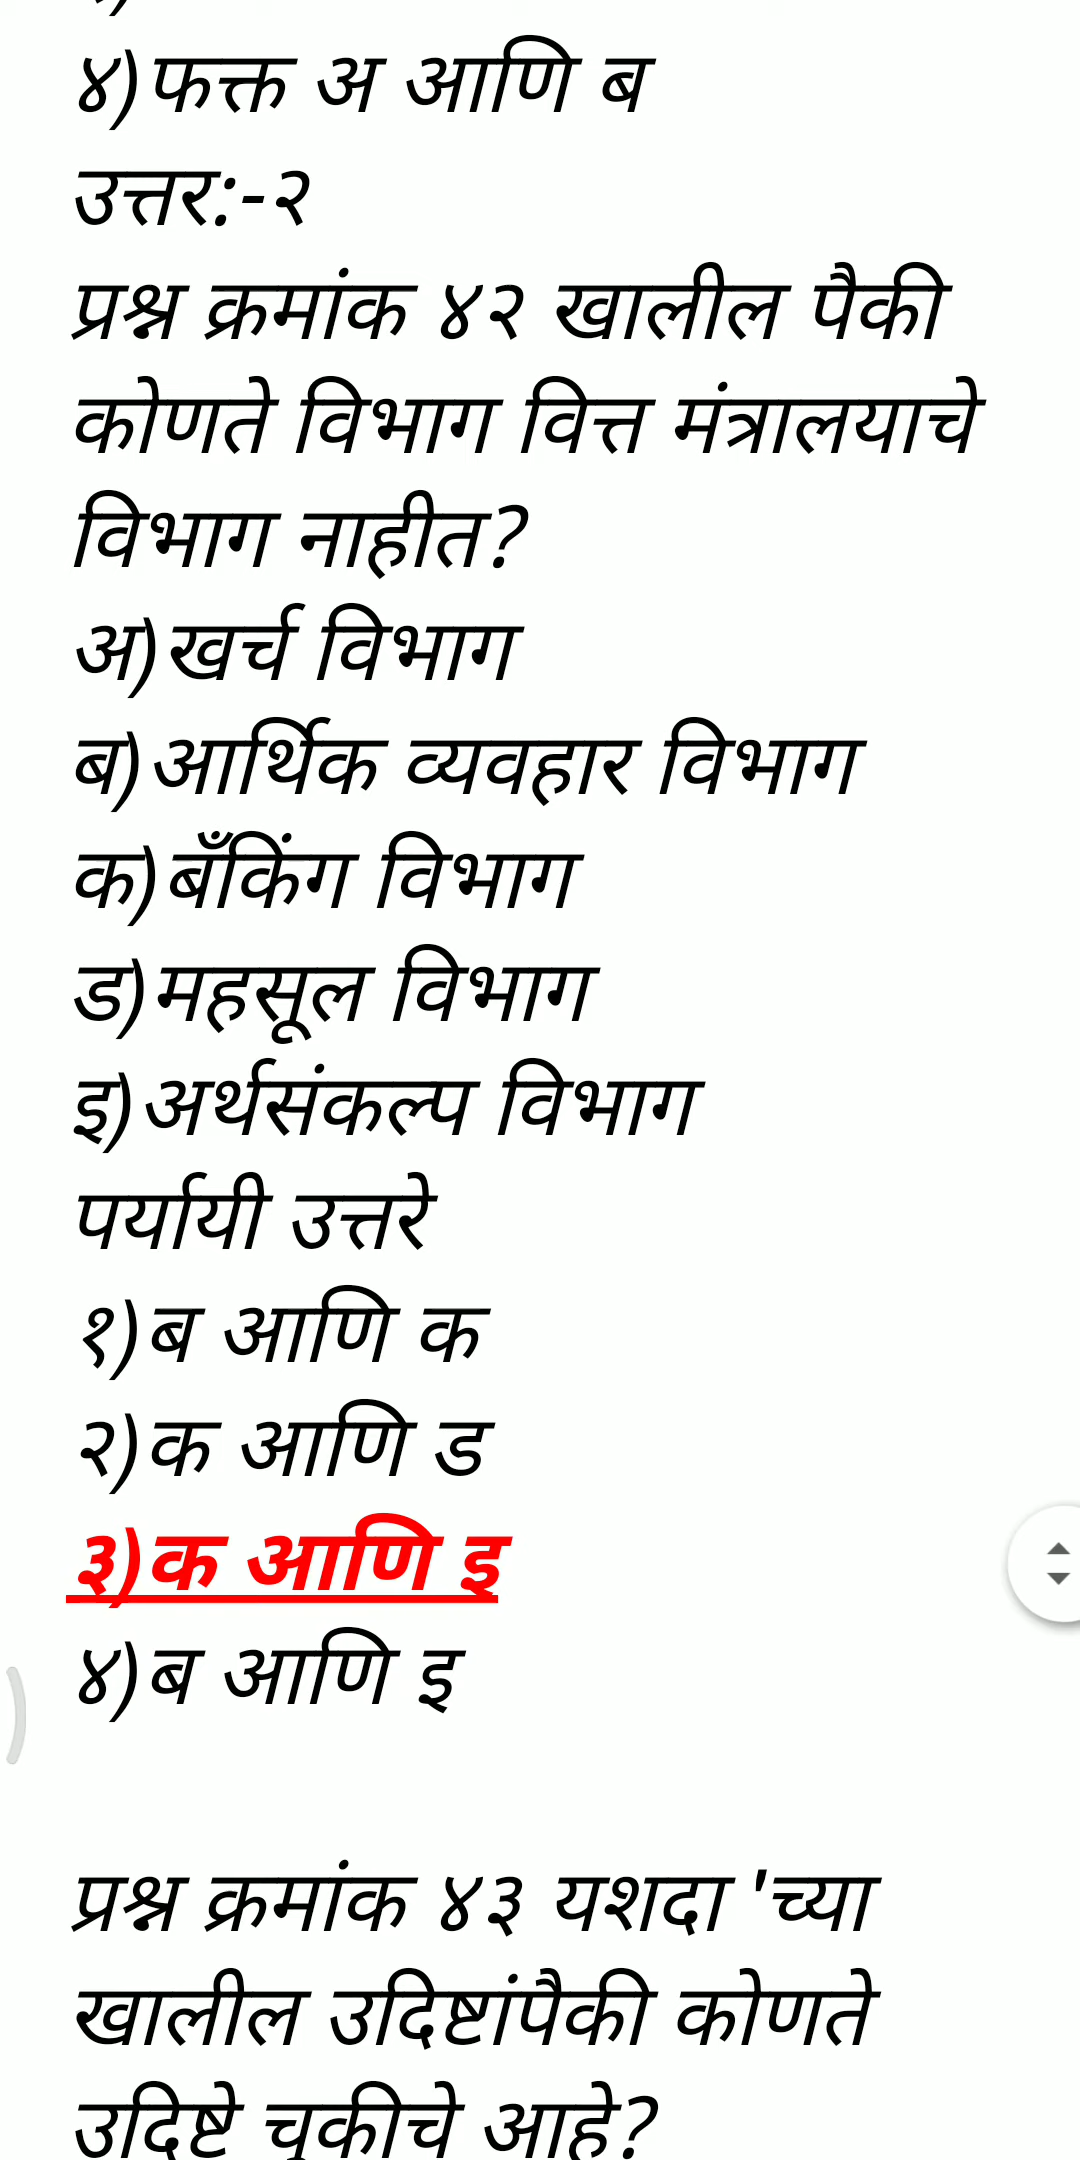 ४)फक्त अ आणि ब
उत्तर:-२
प्रश्न क्रमांक ४२ खालील पैकी
कोणते विभाग वित्त मंत्रालयाचे
विभाग नाहीत?
अ)खर्च विभाग
ब)आर्थिक व्यवहार विभाग
क)बँकिंग विभाग
ड)महसूल विभाग
इ)अर्थसंकल्प विभाग
पर्यायी उत्तरे
१)ब आणि क
२)क आणि ड
३)क आणि इ
४)ब आणि इ
प्रश्न क्रमांक ४३ यशदा 'च्या
खालील उदिष्टांपैकी कोणते
उदिष्टे चुकीचे आहे?